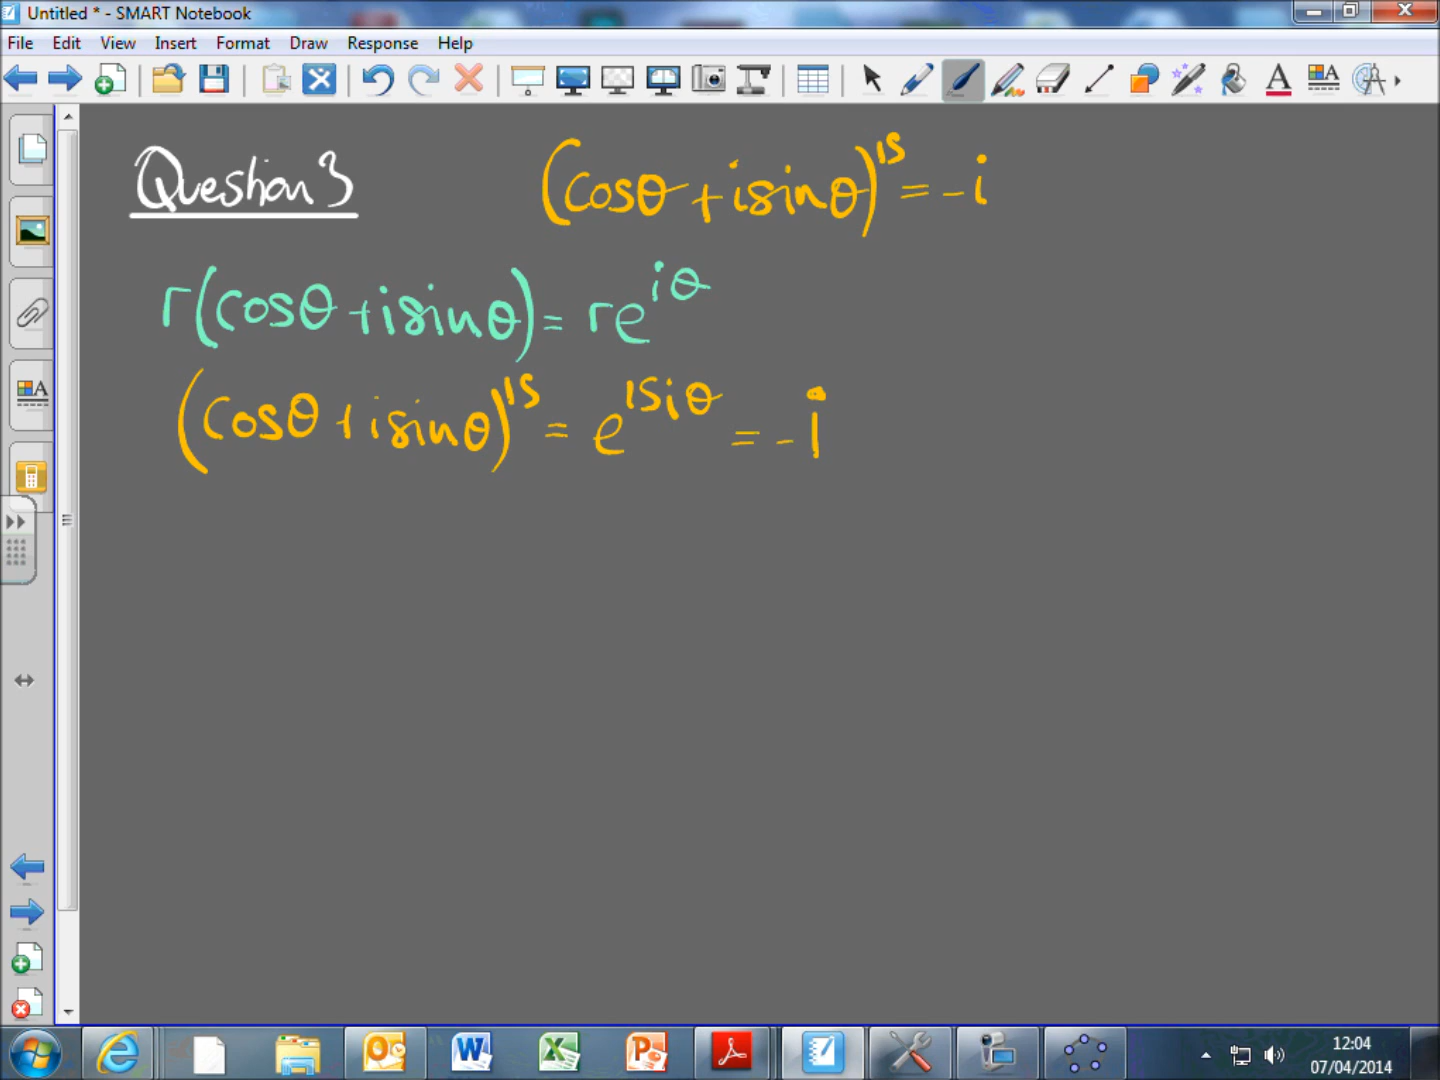 Untitled * - SMART Notebook
File Edit View Insert Format Draw Response Help
Question 3
(cosθ + isinθ)^15 = -i
r(cosθ + isinθ) = re^iθ
(cosθ + isinθ)^15 = e^15iθ = -i
12:04
07/04/2014